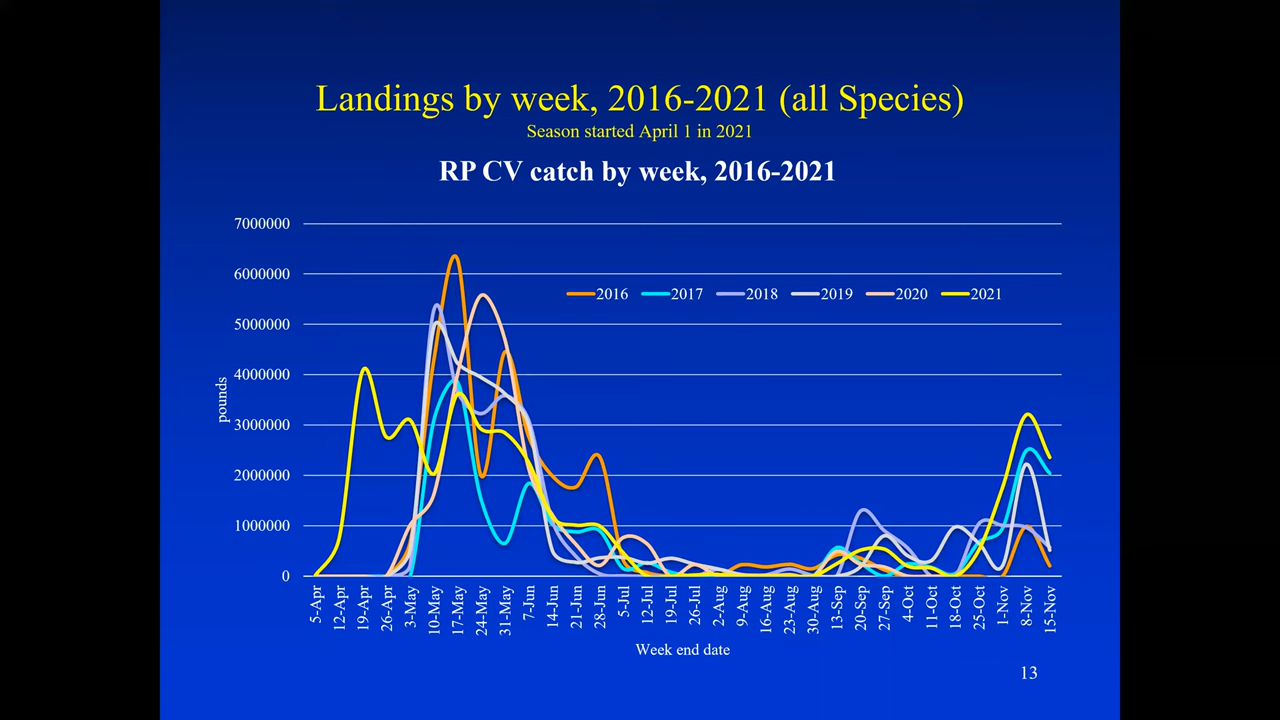 Landings by week, 2016-2021 (all Species)
Season started April 1 in 2021
RP CV catch by week, 2016-2021
7000000
6000000
5000000
4000000
3000000
2000000
1000000
0
pounds
2016 2017 2018 2019 2020 2021
5-Apr 12-Apr 19-Apr 26-Apr 3-May 10-May 17-May 24-May 31-May 7-Jun 14-Jun 21-Jun 28-Jun 5-Jul 12-Jul 19-Jul 26-Jul 2-Aug 9-Aug 16-Aug 23-Aug 30-Aug 13-Sep 20-Sep 27-Sep 4-Oct 11-Oct 18-Oct 25-Oct 1-Nov 8-Nov 15-Nov
Week end date
13